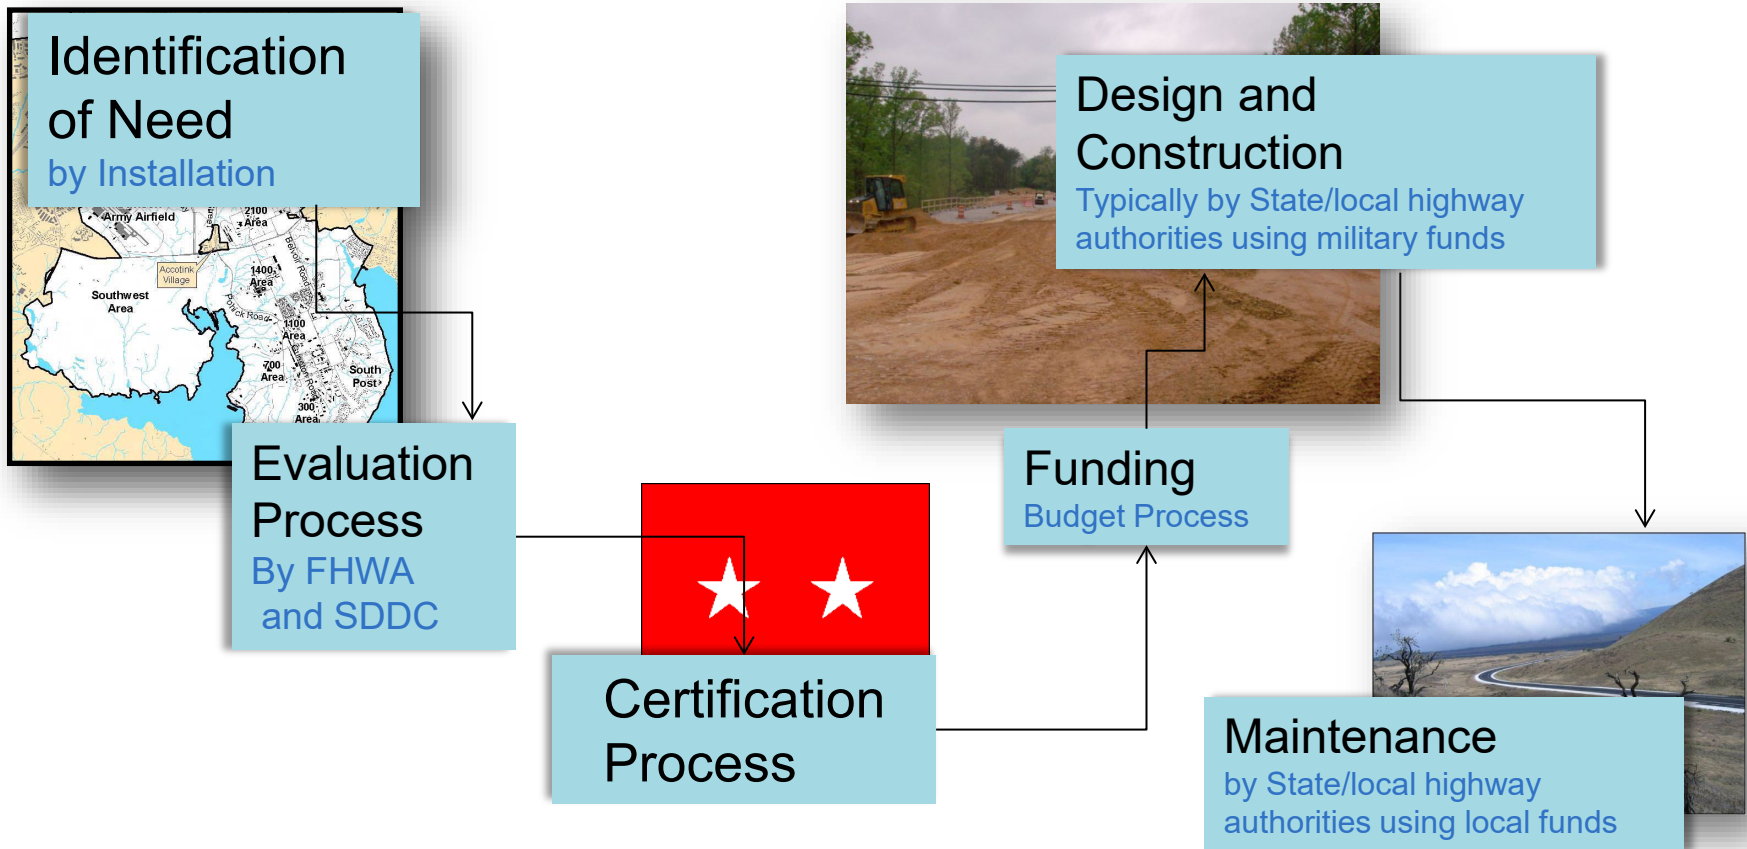 Identification
of Need
by Installation
Army Airfield
2100
Area
Accotink
Village
Belvoir Road
1400
Area
Southwest
Area
1100
Area
700
Area
South
Post
300
Area
Evaluation
Process
By FHWA
and SDDC
Certification
Process
Design and
Construction
Typically by State/local highway
authorities using military funds
Funding
Budget Process
Maintenance
by State/local highway
authorities using local funds